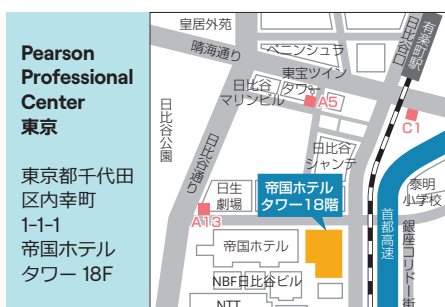 Pearson
Professional
Center
東京
東京都千代田
区内幸町
1-1-1
帝国ホテル
タワー 18F
皇居外苑
晴海通り
ペニンシュラ
日比谷口
有楽町駅
東宝ツイン
タワー
日比谷
マリンビル
A5
C1
日比谷公園
日比谷通り
日比谷
シャンテ
泰明
小学校
日生
劇場
帝国ホテル
タワー18階
A13
首都高速
銀座コリドー街
帝国ホテル
NBF日比谷ビル
NTT